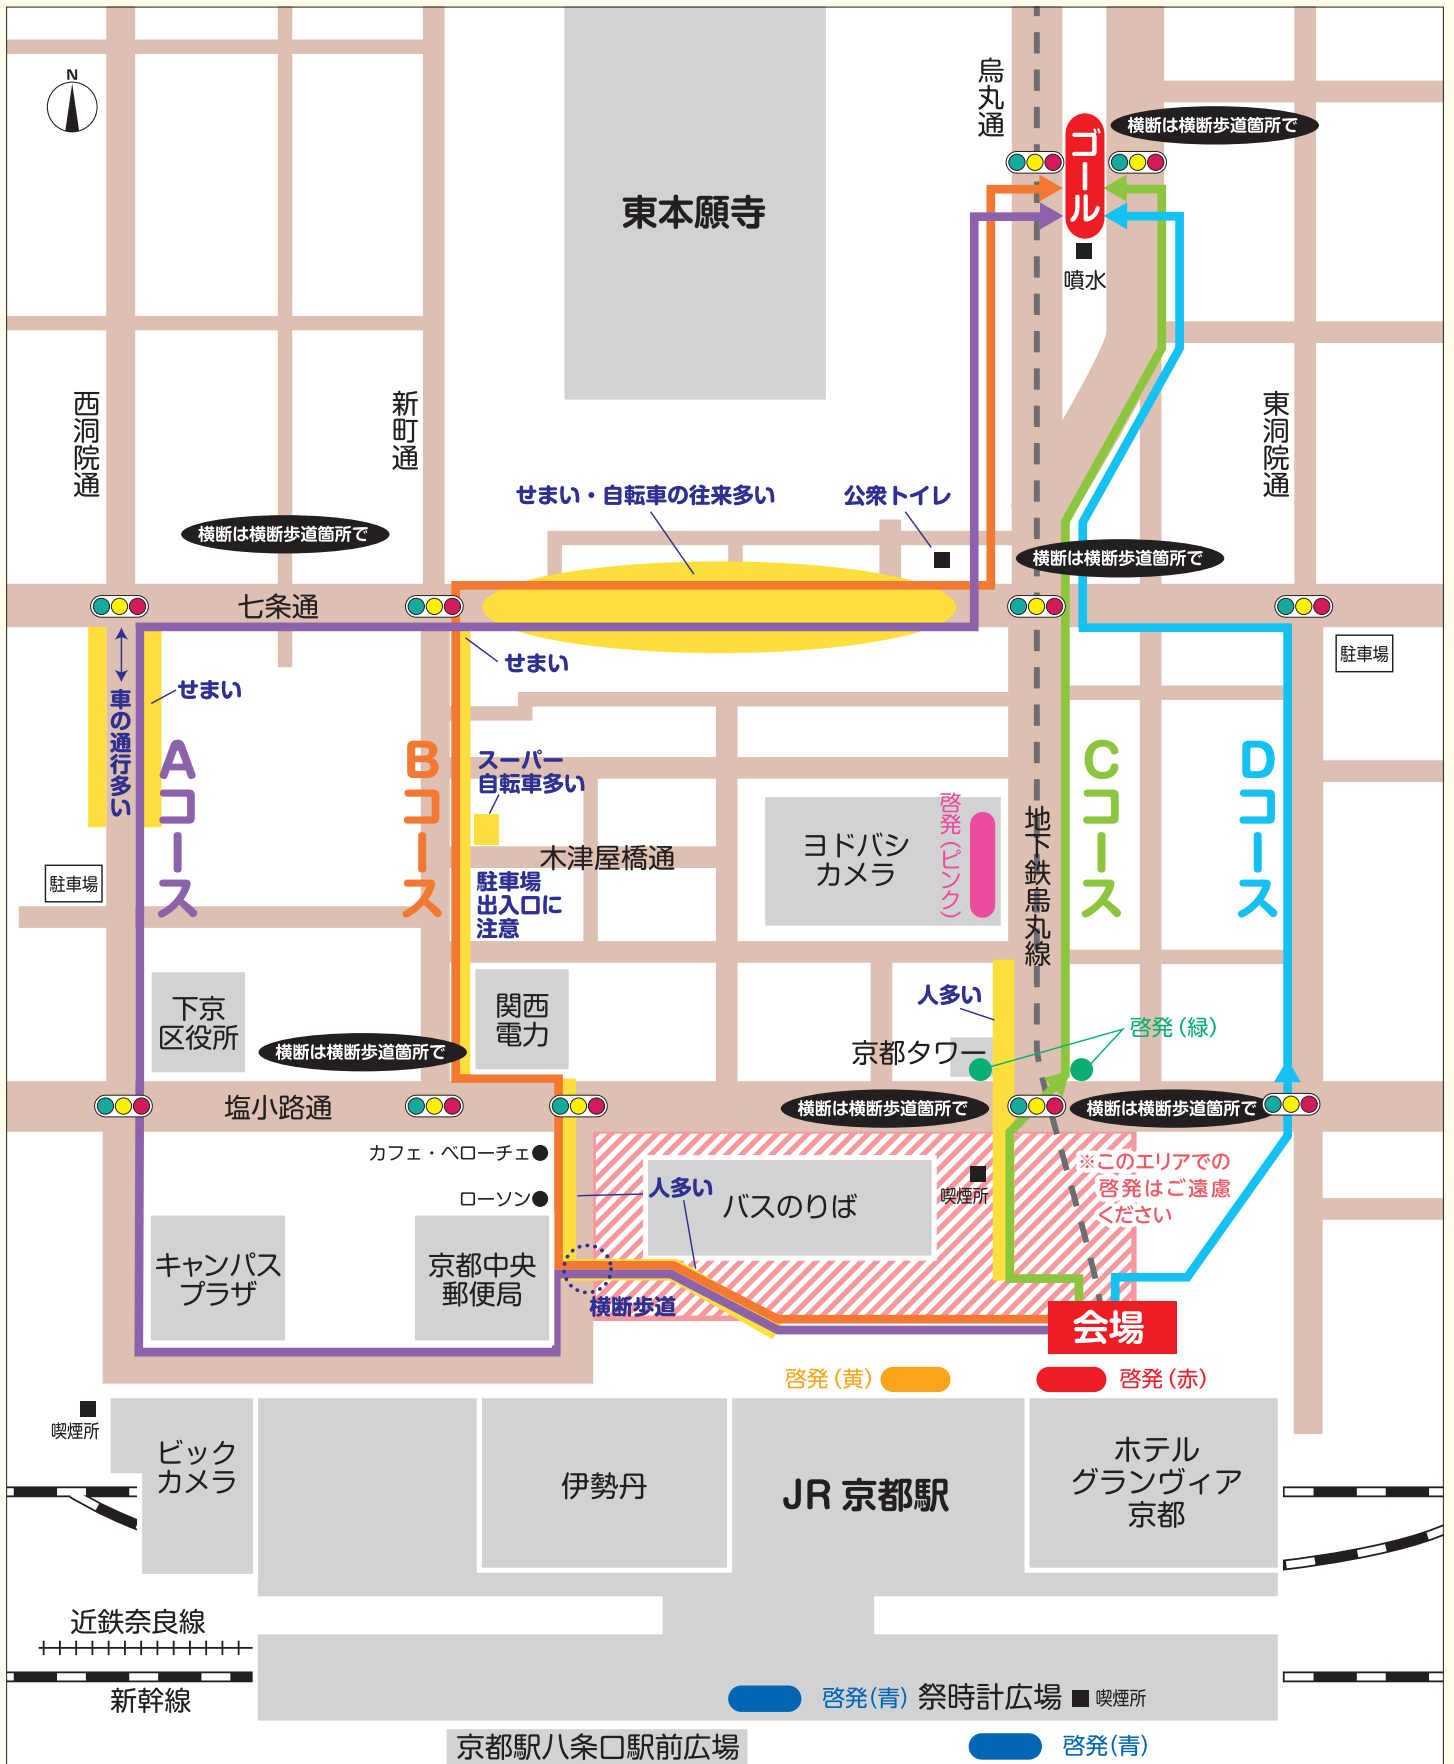 N
烏丸通
横断は横断歩道箇所で
ゴール
東本願寺
噴水
西洞院通
新町通
東洞院通
せまい・自転車の往来多い
公衆トイレ
横断は横断歩道箇所で
横断は横断歩道箇所で
七条通
駐車場
せまい
せまい
車の通行多い
Aコース
Bコース
Cコース
Dコース
スーパー
自転車多い
啓発（ピンク）
ヨドバシ
カメラ
地下鉄烏丸線
木津屋橋通
駐車場
駐車場
出入口に
注意
下京
区役所
関西
電力
人多い
啓発（緑）
京都タワー
横断は横断歩道箇所で
塩小路通
横断は横断歩道箇所で
横断は横断歩道箇所で
カフェ・ベローチェ
ローソン
人多い
バスのりば
喫煙所
※このエリアでの
啓発はご遠慮
ください
キャンパス
プラザ
京都中央
郵便局
横断歩道
会場
啓発（黄）
啓発（赤）
喫煙所
ビック
カメラ
伊勢丹
JR 京都駅
ホテル
グランヴィア
京都
近鉄奈良線
新幹線
啓発（青）
祭時計広場
喫煙所
京都駅八条口駅前広場
啓発（青）